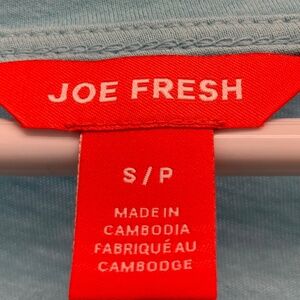 JOE FRESH
S/P
MADE IN
CAMBODIA
FABRIQUÉ AU
CAMBODGE